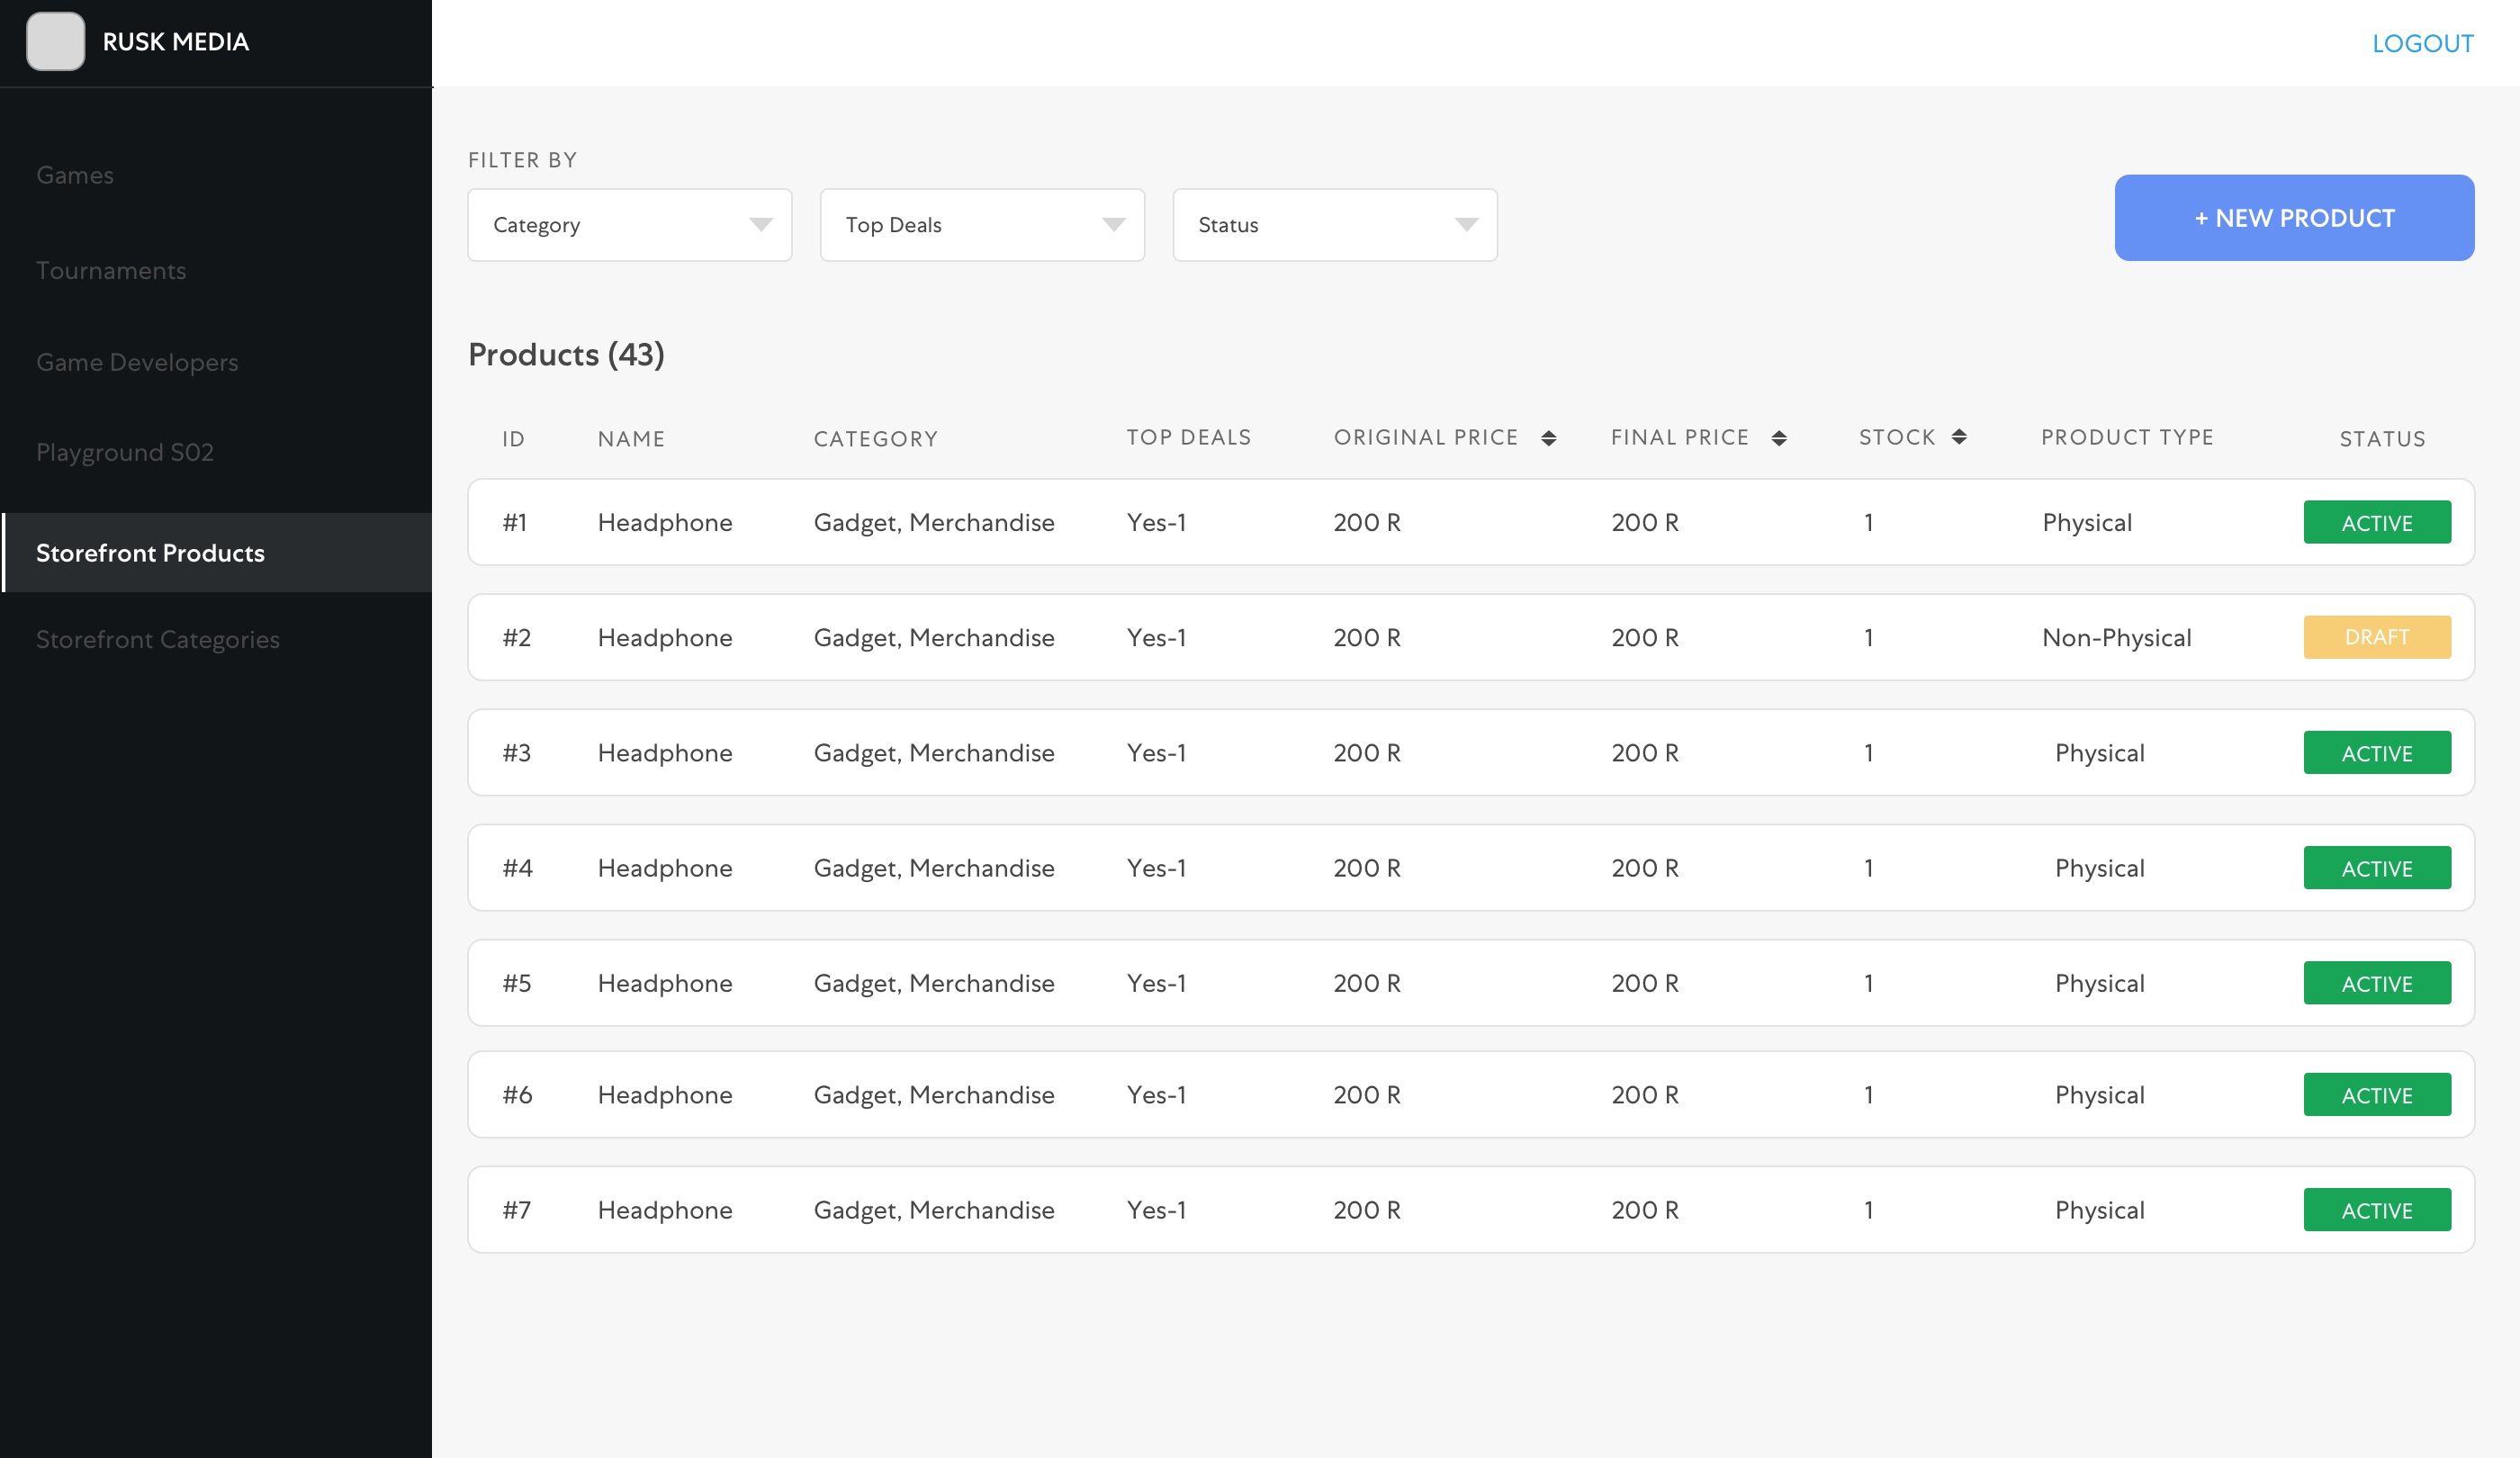 RUSK MEDIA
LOGOUT
Games
Tournaments
Game Developers
Playground S02
Storefront Products
Storefront Categories
FILTER BY
Category Top Deals Status
+ NEW PRODUCT
Products (43)
ID NAME CATEGORY TOP DEALS ORIGINAL PRICE FINAL PRICE STOCK PRODUCT TYPE STATUS
#1 Headphone Gadget, Merchandise Yes-1 200 R 200 R 1 Physical ACTIVE
#2 Headphone Gadget, Merchandise Yes-1 200 R 200 R 1 Non-Physical DRAFT
#3 Headphone Gadget, Merchandise Yes-1 200 R 200 R 1 Physical ACTIVE
#4 Headphone Gadget, Merchandise Yes-1 200 R 200 R 1 Physical ACTIVE
#5 Headphone Gadget, Merchandise Yes-1 200 R 200 R 1 Physical ACTIVE
#6 Headphone Gadget, Merchandise Yes-1 200 R 200 R 1 Physical ACTIVE
#7 Headphone Gadget, Merchandise Yes-1 200 R 200 R 1 Physical ACTIVE